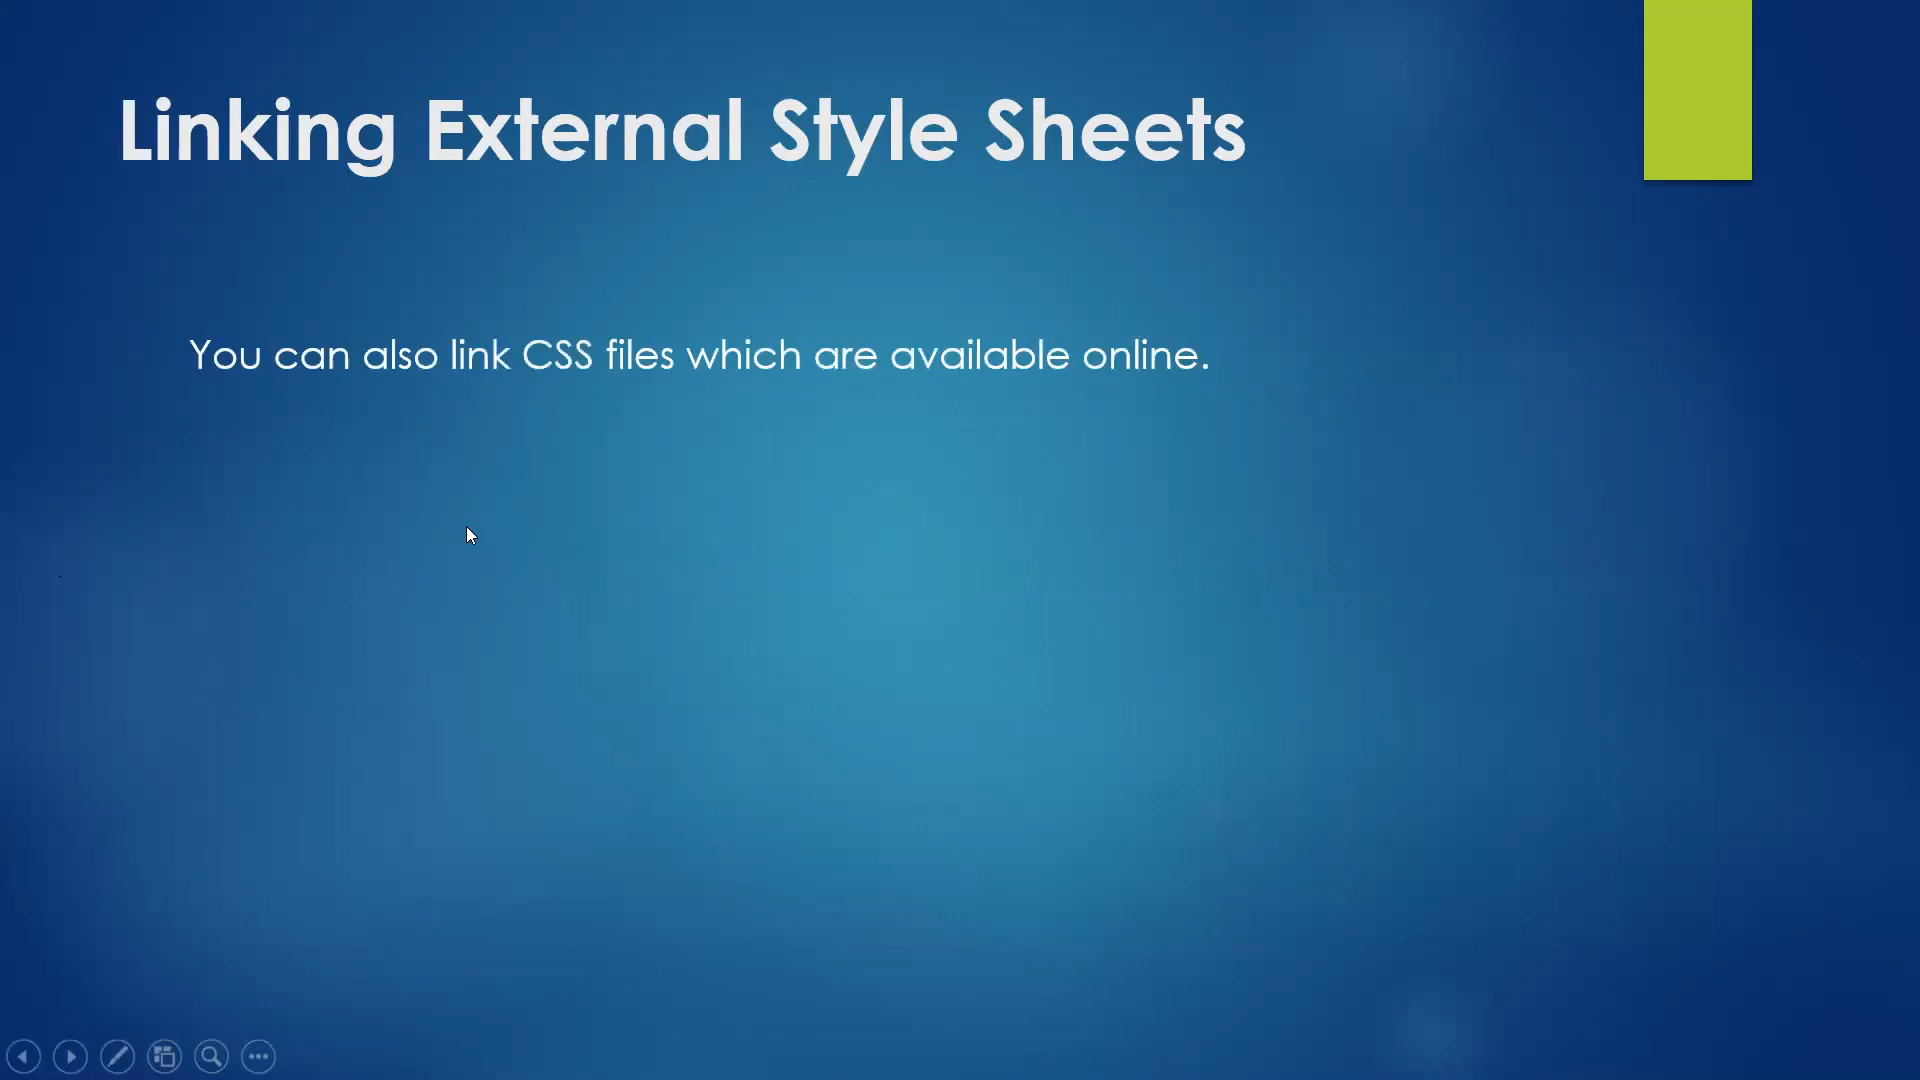 Linking External Style Sheets
You can also link CSS files which are available online.